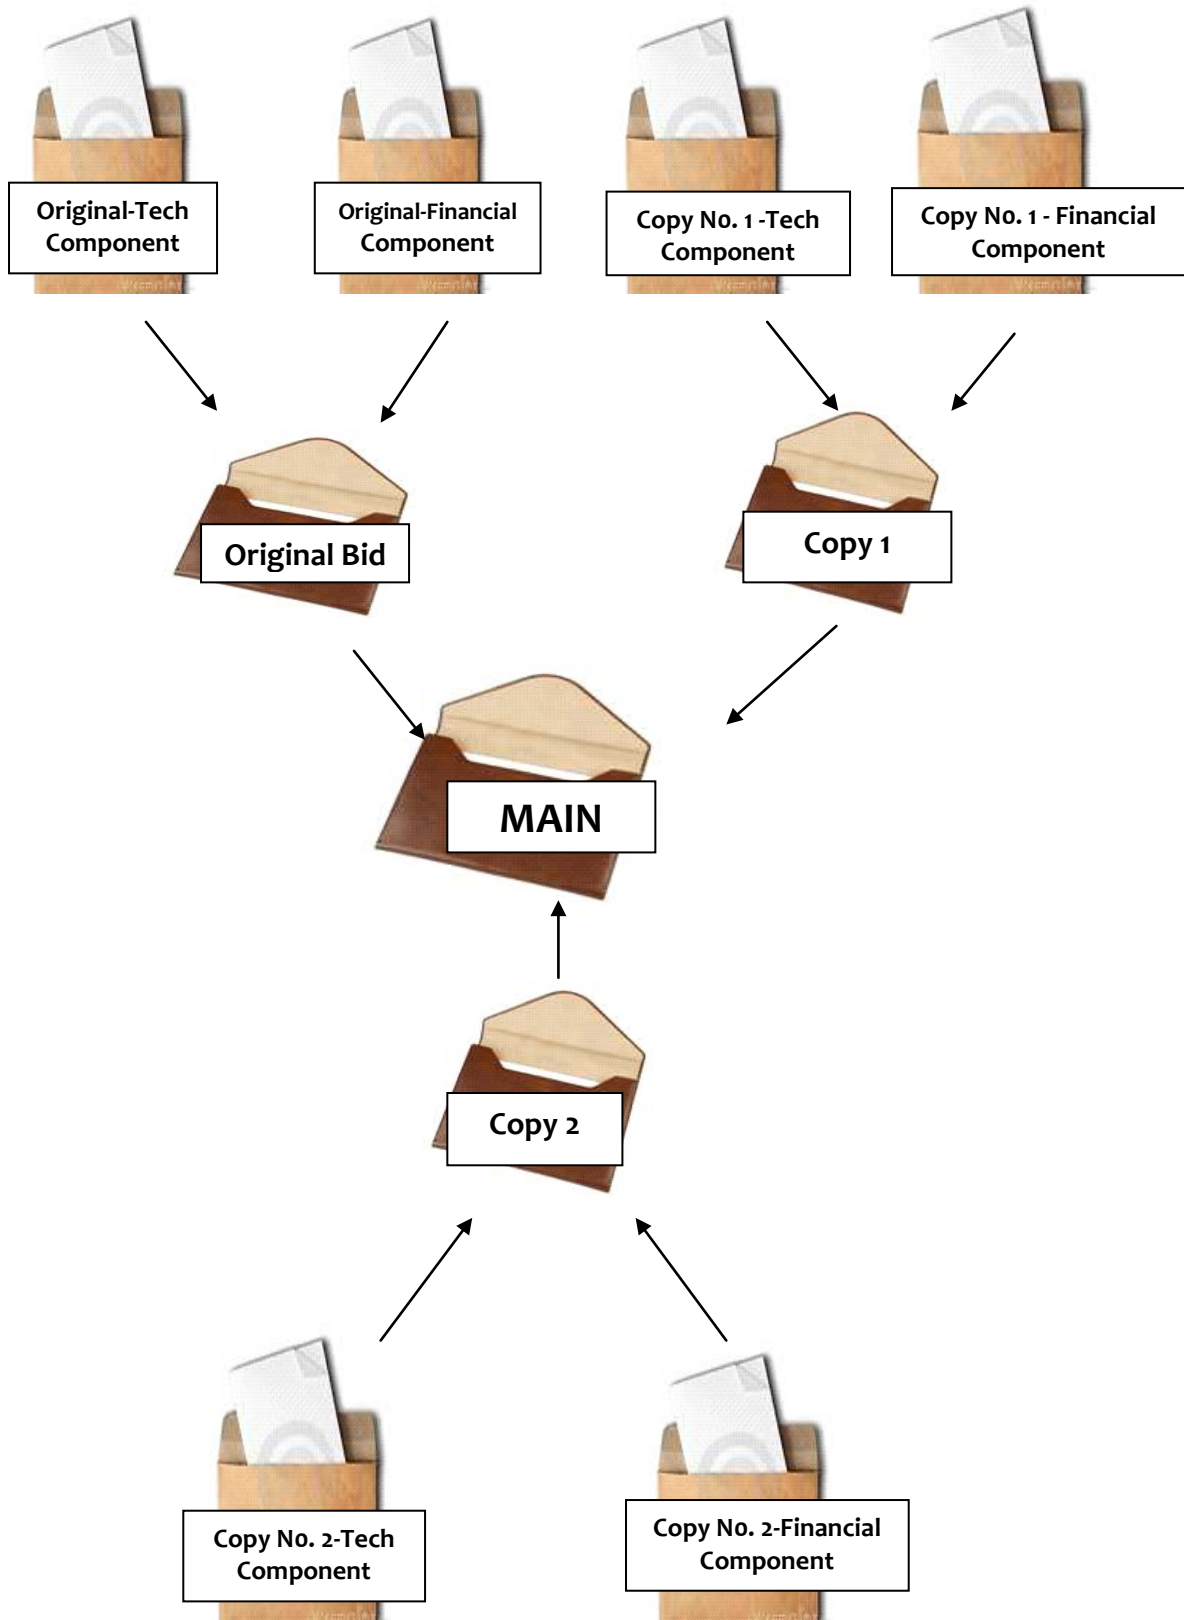 Original-Tech
Component
Original-Financial
Component
Copy No. 1 -Tech
Component
Copy No. 1 - Financial
Component
Original Bid
Copy 1
MAIN
Copy 2
Copy No. 2-Tech
Component
Copy No. 2-Financial
Component